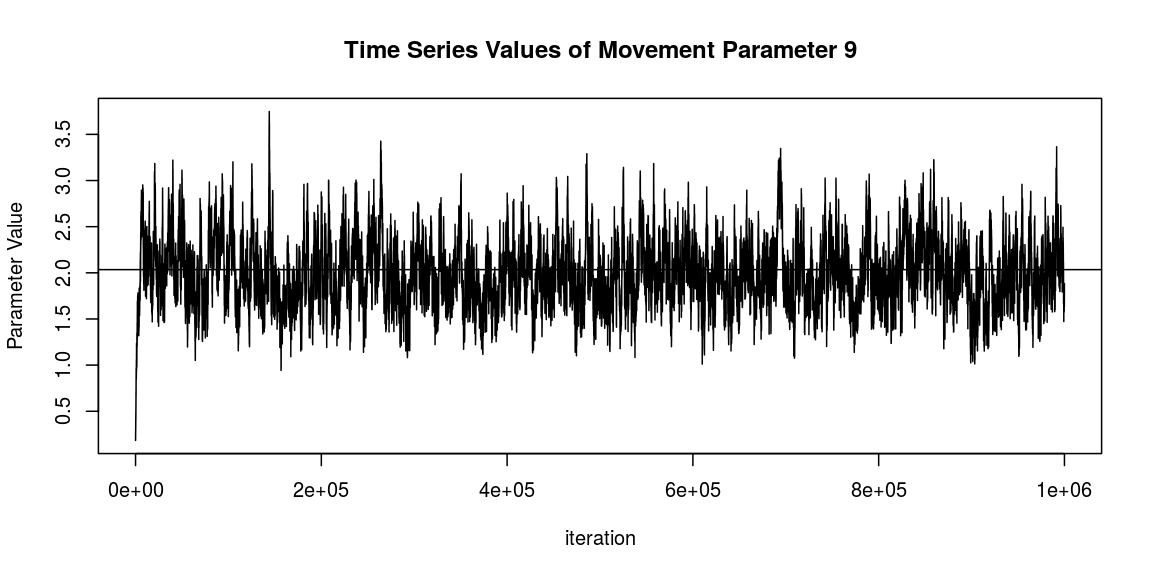 Time Series Values of Movement Parameter 9
Parameter Value
3.5
3.0
2.5
2.0
1.5
1.0
0.5
0e+00 2e+05 4e+05 6e+05 8e+05 1e+06
iteration